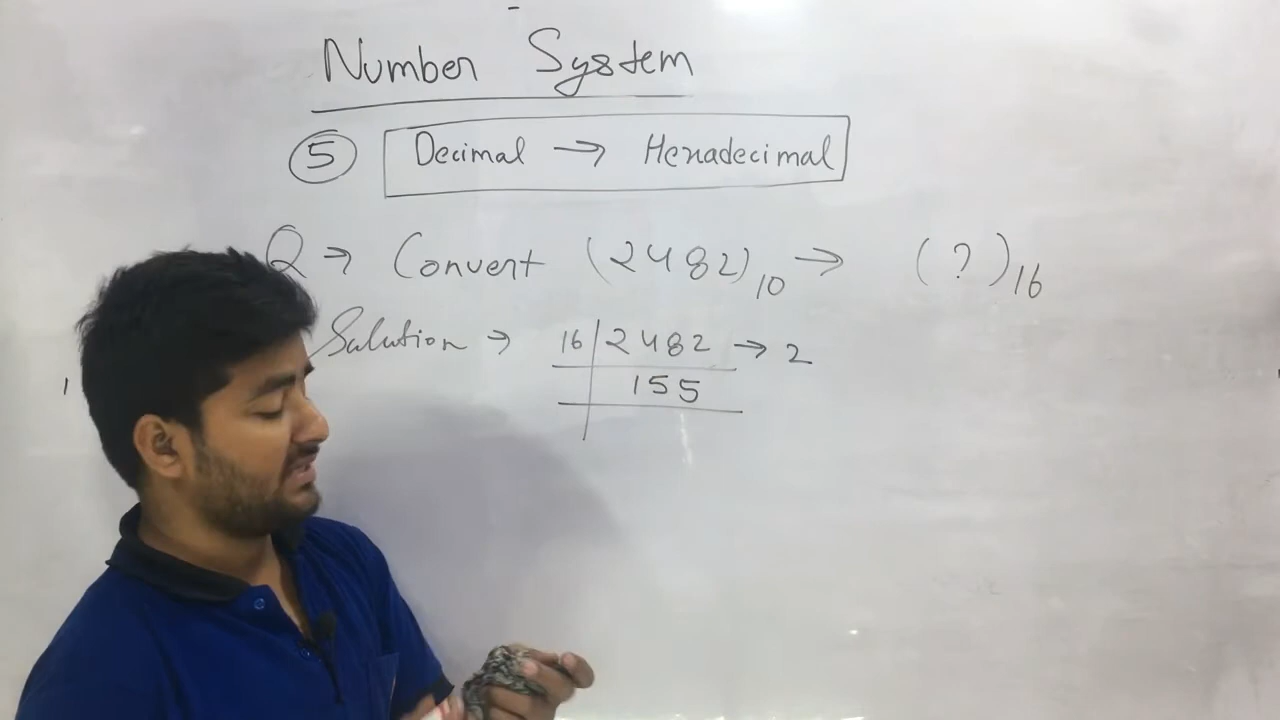 Number System
5 Decimal → Hexadecimal
Q → Convert (2482)10 → (?)16
Solution → 16 2482 → 2
155